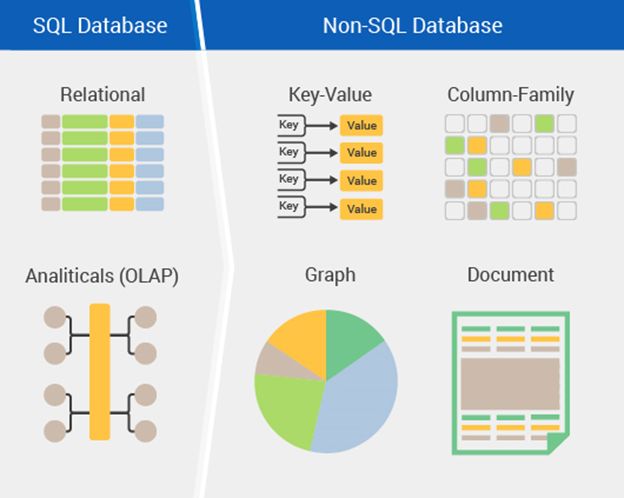 SQL Database
Non-SQL Database
Relational
Key-Value
Column-Family
Key Value
Key Value
Key Value
Key Value
Analiticals (OLAP)
Graph
Document